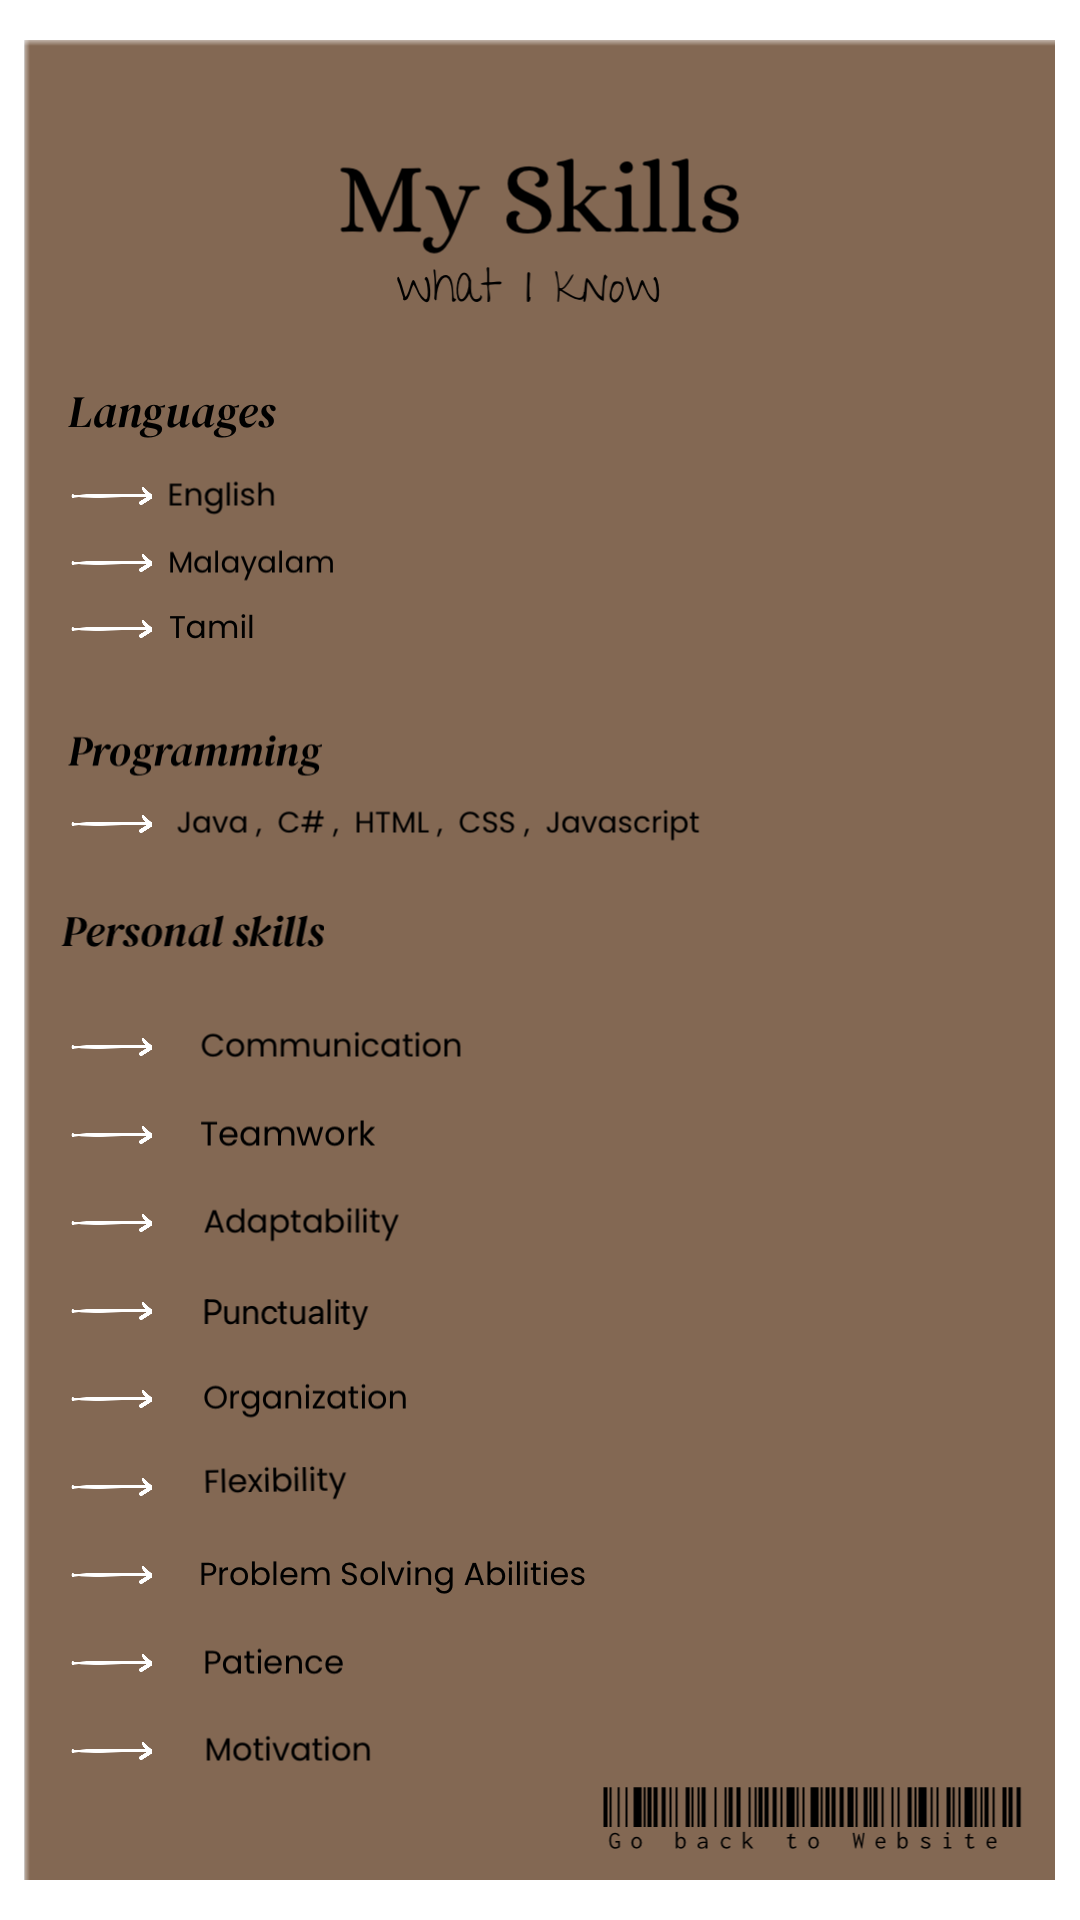 My Skills
what I know
Languages
English
Malayalam
Tamil
Programming
Java , C# , HTML , CSS , Javascript
Personal skills
Communication
Teamwork
Adaptability
Punctuality
Organization
Flexibility
Problem Solving Abilities
Patience
Motivation
Go back to Website